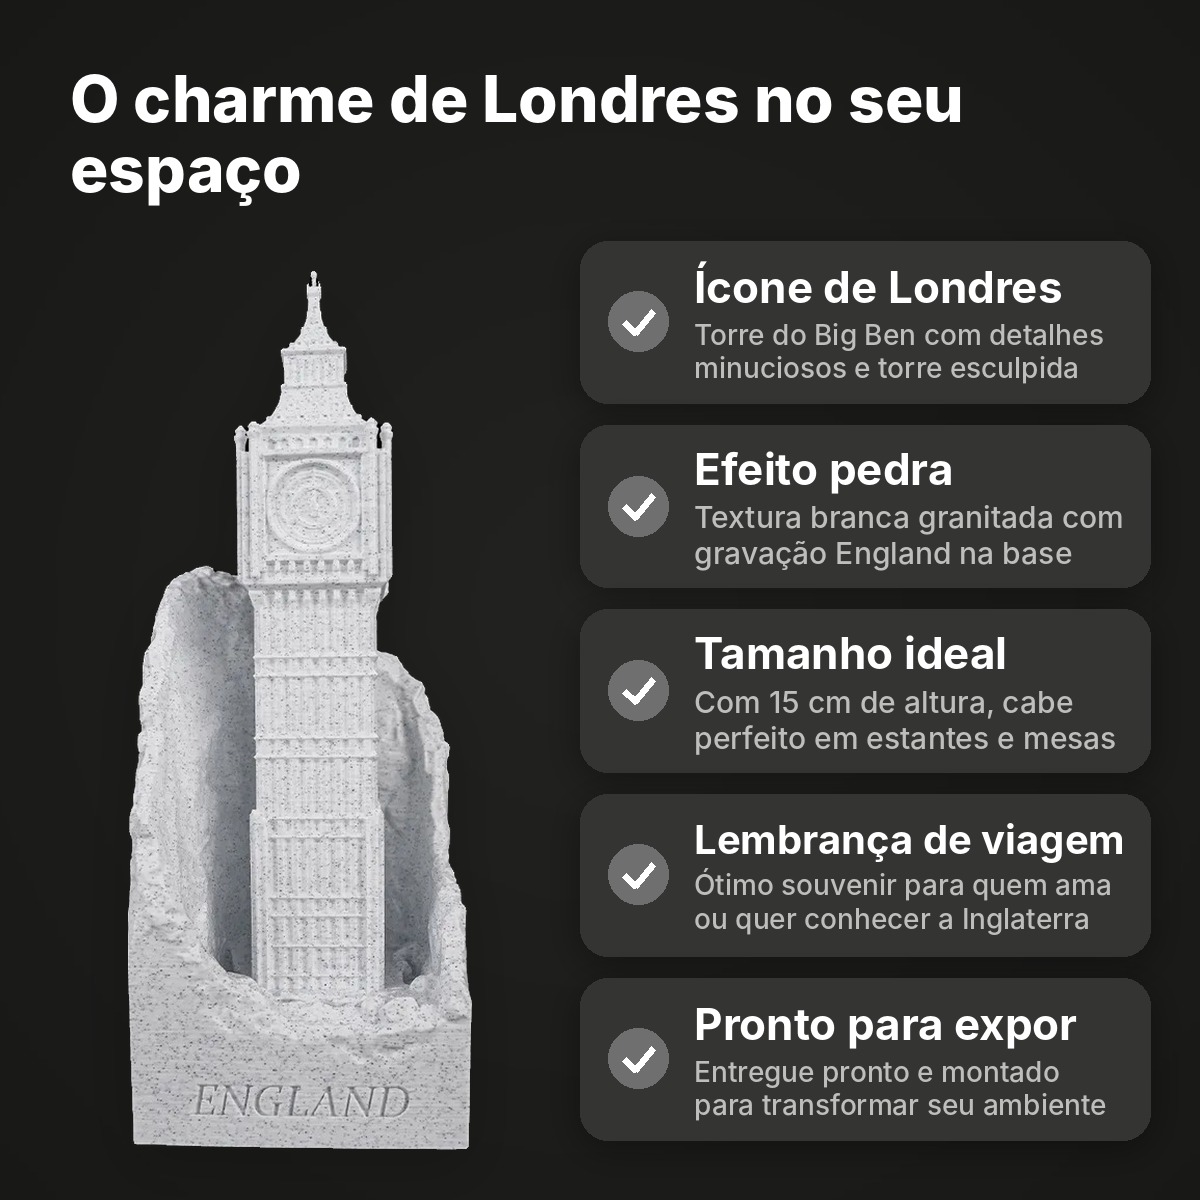 O charme de Londres no seu
espaço
Ícone de Londres
Torre do Big Ben com detalhes
minuciosos e torre esculpida
Efeito pedra
Textura branca granitada com
gravação England na base
Tamanho ideal
Com 15 cm de altura, cabe
perfeito em estantes e mesas
Lembrança de viagem
Ótimo souvenir para quem ama
ou quer conhecer a Inglaterra
Pronto para expor
Entregue pronto e montado
para transformar seu ambiente
ENGLAND